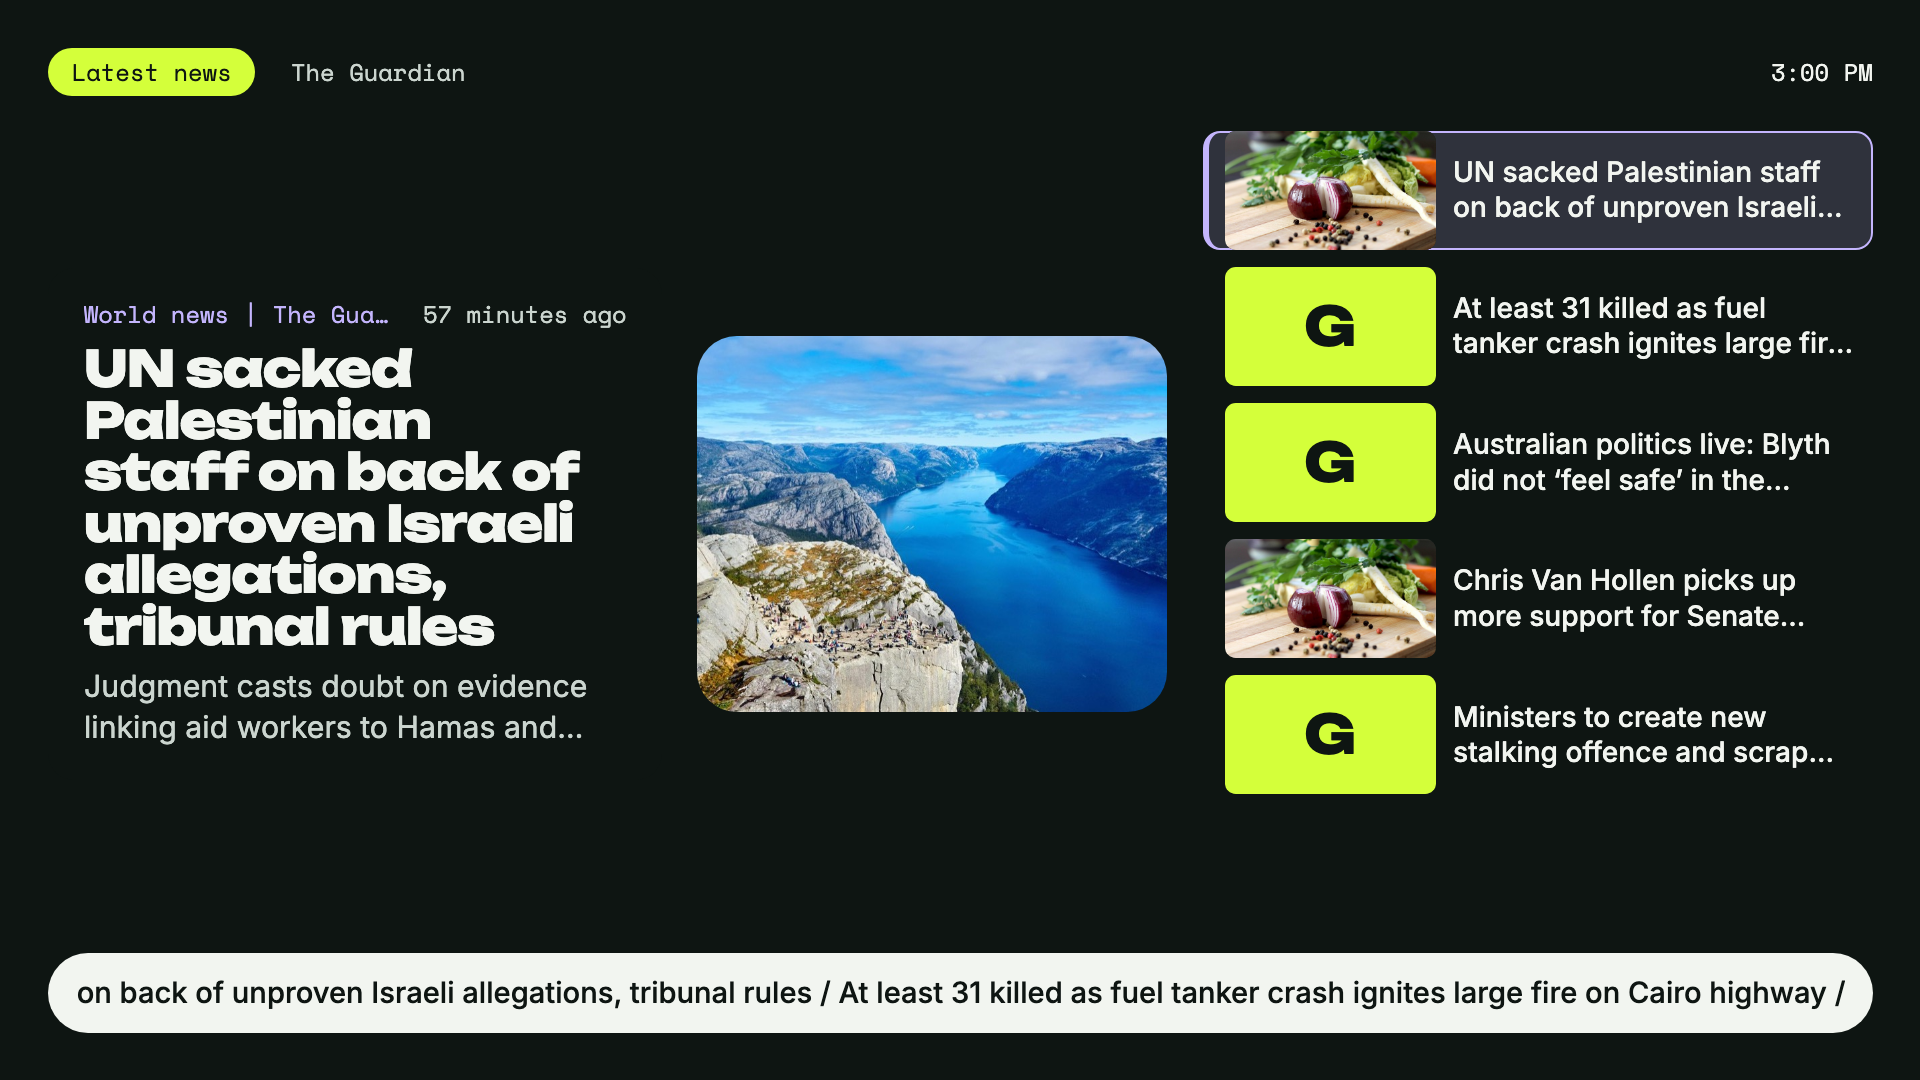 Latest news
The Guardian
3:00 PM
World news | The Gua…
57 minutes ago
UN sacked
Palestinian
staff on back of
unproven Israeli
allegations,
tribunal rules
Judgment casts doubt on evidence
linking aid workers to Hamas and...
UN sacked Palestinian staff
on back of unproven Israeli...
G
At least 31 killed as fuel
tanker crash ignites large fir...
G
Australian politics live: Blyth
did not ‘feel safe’ in the...
Chris Van Hollen picks up
more support for Senate...
G
Ministers to create new
stalking offence and scrap...
on back of unproven Israeli allegations, tribunal rules / At least 31 killed as fuel tanker crash ignites large fire on Cairo highway /